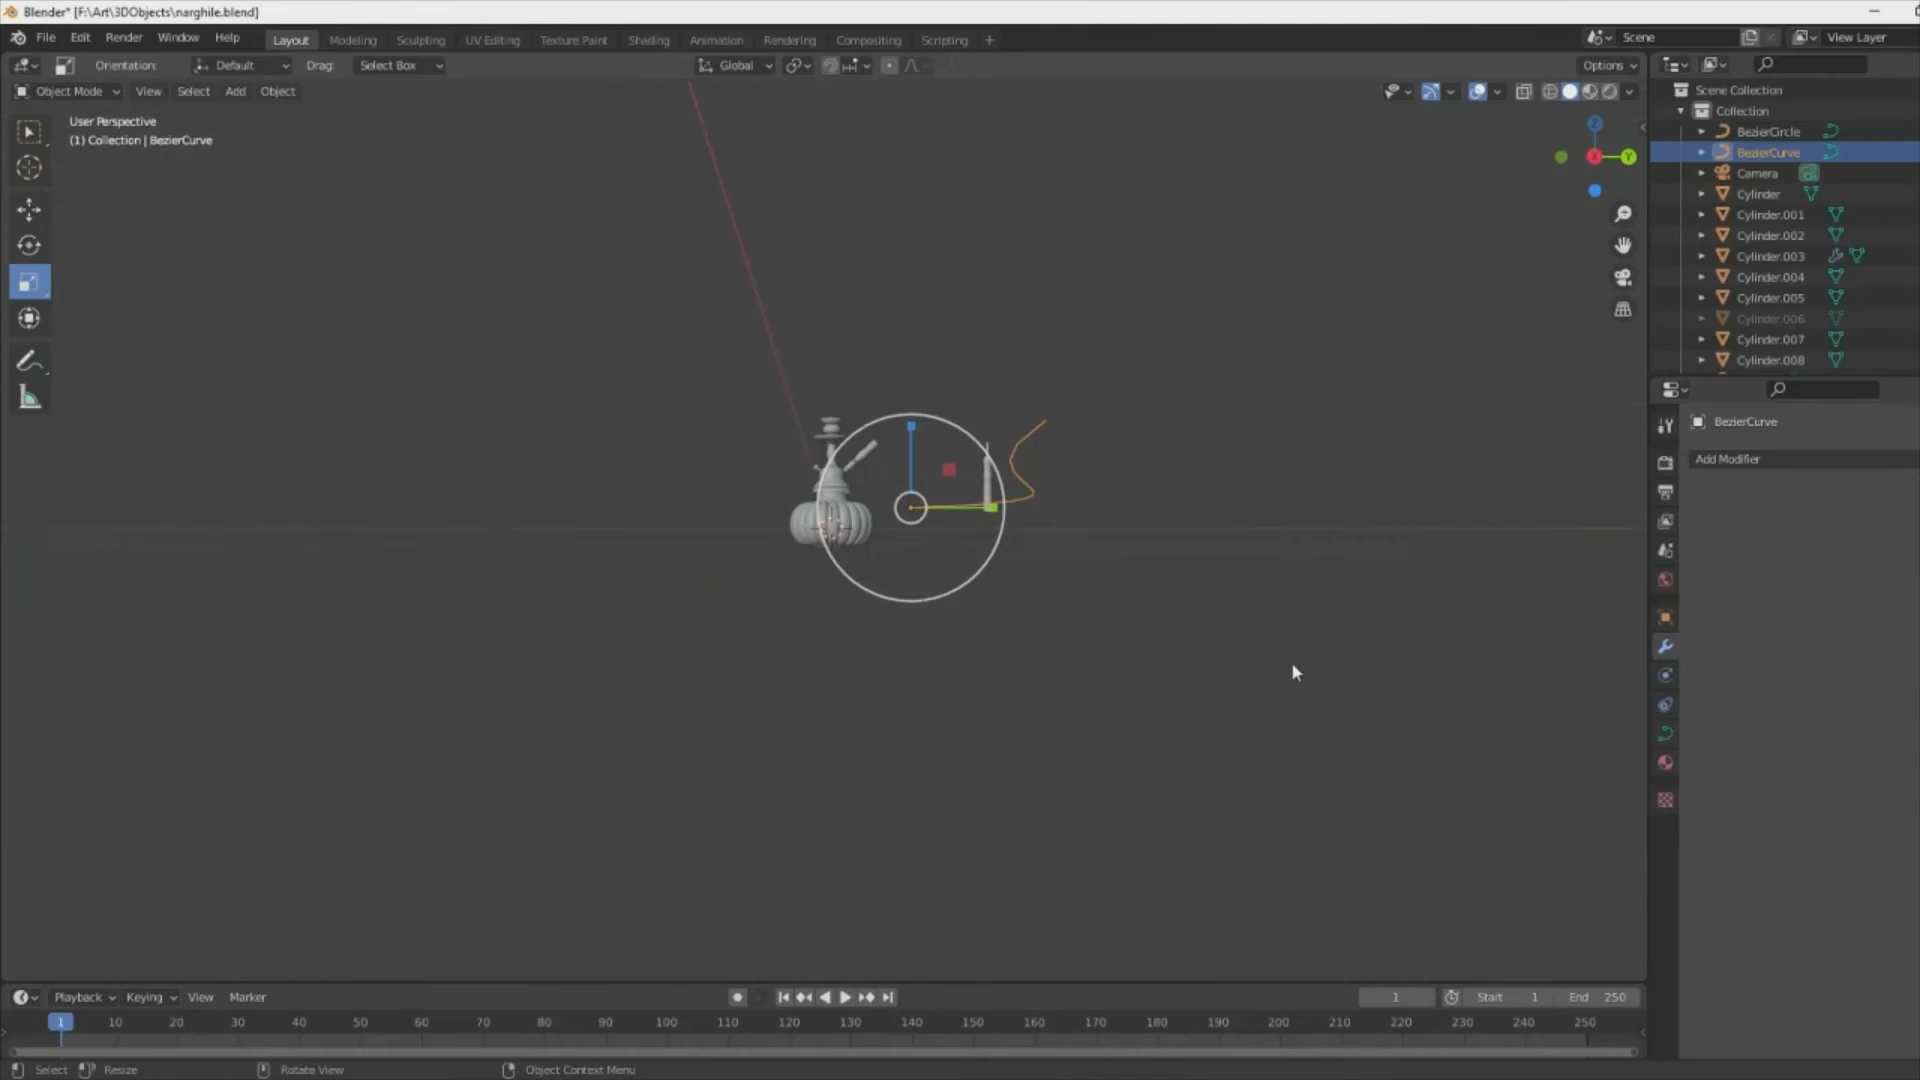 Blender* [F:\Art\3DObjects\narghile.blend]
File Edit Render Window Help Layout Modeling Sculpting UV Editing Texture Paint Shading Animation Rendering Compositing Scripting + Scene View Layer
Orientation: Default Drag: Select Box Global Options
Object Mode View Select Add Object
User Perspective
(1) Collection | BezierCurve
Z
X
Y
Scene Collection
Collection
BezierCircle
BezierCurve
Camera
Cylinder
Cylinder.001
Cylinder.002
Cylinder.003
Cylinder.004
Cylinder.005
Cylinder.006
Cylinder.007
Cylinder.008
BezierCurve
Add Modifier
Playback Keying View Marker 1 Start 1 End 250
1 10 20 30 40 50 60 70 80 90 100 110 120 130 140 150 160 170 180 190 200 210 220 230 240 250
Select Resize Rotate View Object Context Menu